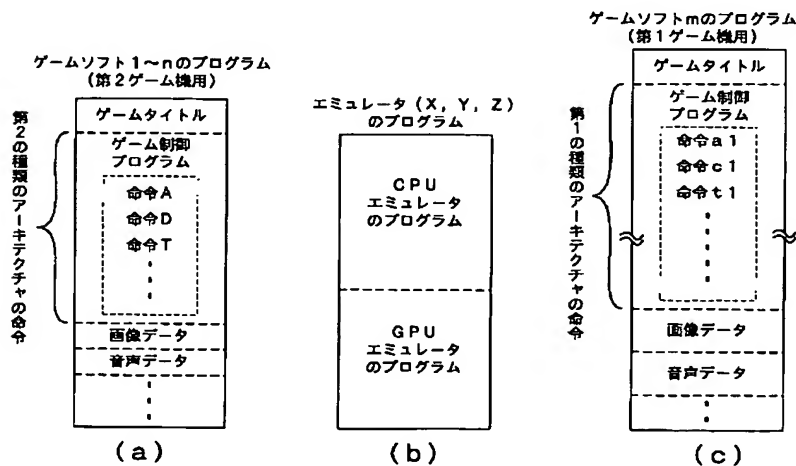 ゲームソフト1〜nのプログラム
(第2ゲーム機用)
ゲームタイトル
ゲーム制御
プログラム
命令A
命令D
命令T
画像データ
音声データ
第2の種類のアーキテクチャの命令
(a)
エミュレータ(X, Y, Z)
のプログラム
CPU
エミュレータ
のプログラム
GPU
エミュレータ
のプログラム
(b)
ゲームソフトmのプログラム
(第1ゲーム機用)
ゲームタイトル
ゲーム制御
プログラム
命令a1
命令c1
命令t1
画像データ
音声データ
第1の種類のアーキテクチャの命令
(c)